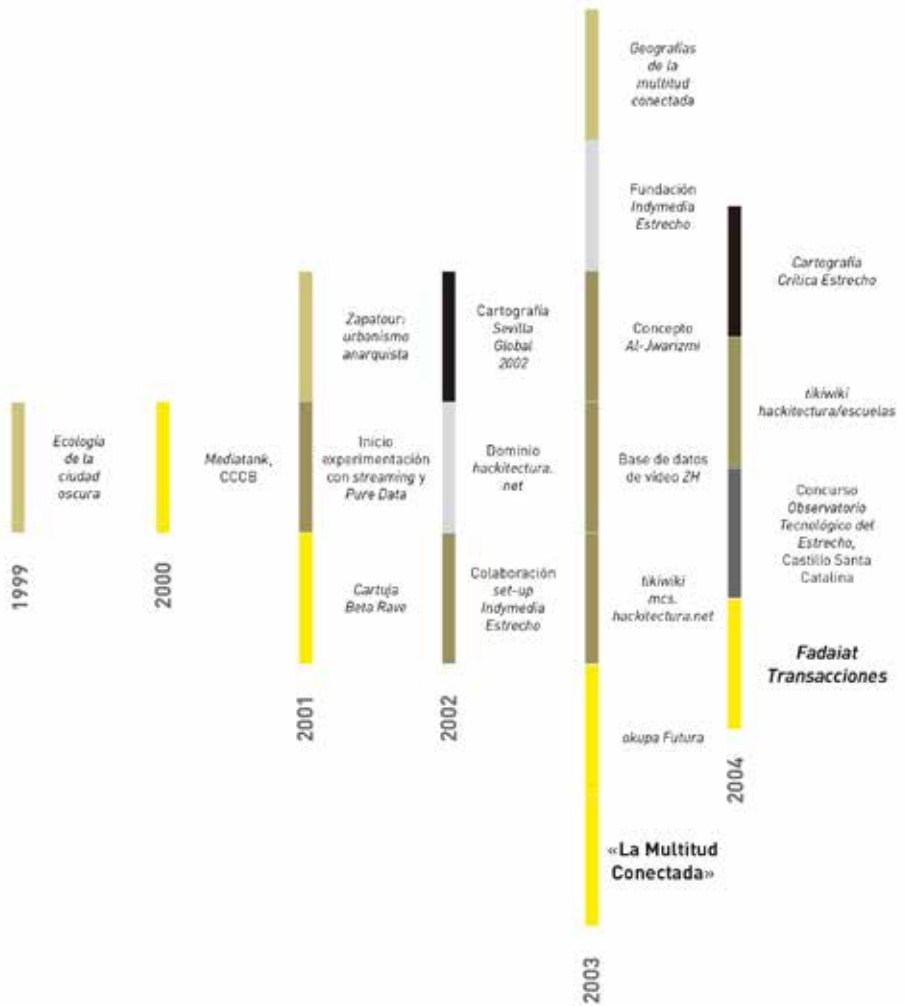 Ecología
de la
ciudad
oscura
1999
Mediatank,
CCCB
2000
Zapatour:
urbanismo
anarquista
Inicio
experimentación
con streaming y
Pure Data
Cartuja
Beta Rave
2001
Cartografía
Sevilla
Global
2002
Dominio
hackitectura.
net
Colaboración
set-up
Indymedia
Estrecho
2002
Geografías
de la
multitud
conectada
Fundación
Indymedia
Estrecho
Concepto
Al-Jwarizmi
Base de datos
de vídeo ZH
tikiwiki
mcs.
hackitectura.net
okupa Futura
«La Multitud
Conectada»
2003
Cartografía
Crítica Estrecho
tikiwiki
hackitectura/escuelas
Concurso
Observatorio
Tecnológico del
Estrecho,
Castillo Santa
Catalina
Fadaiat
Transacciones
2004